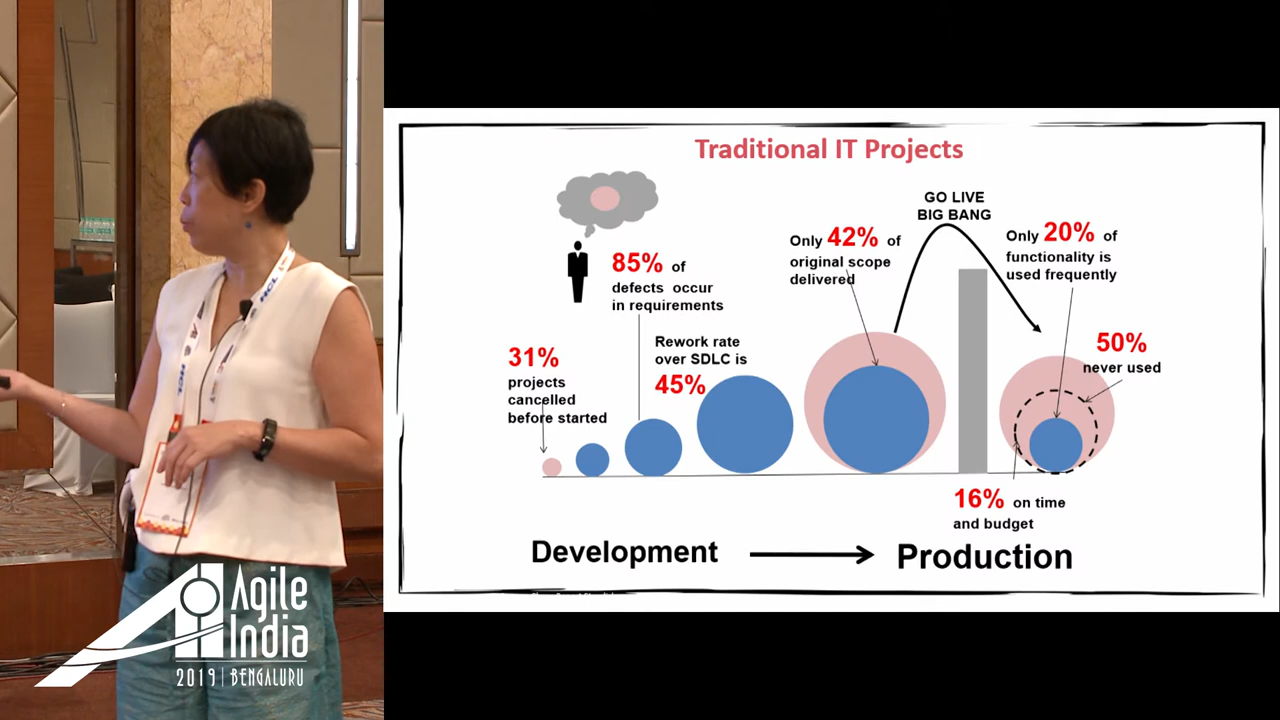 Traditional IT Projects
GO LIVE
BIG BANG
85% of
defects occur
in requirements
Only 42% of
original scope
delivered
Only 20% of
functionality is
used frequently
31%
projects
cancelled
before started
Rework rate
over SDLC is
45%
50%
never used
16% on time
and budget
Development
Production
HCL
HCL
Agile
India
2019 | BENGALURU